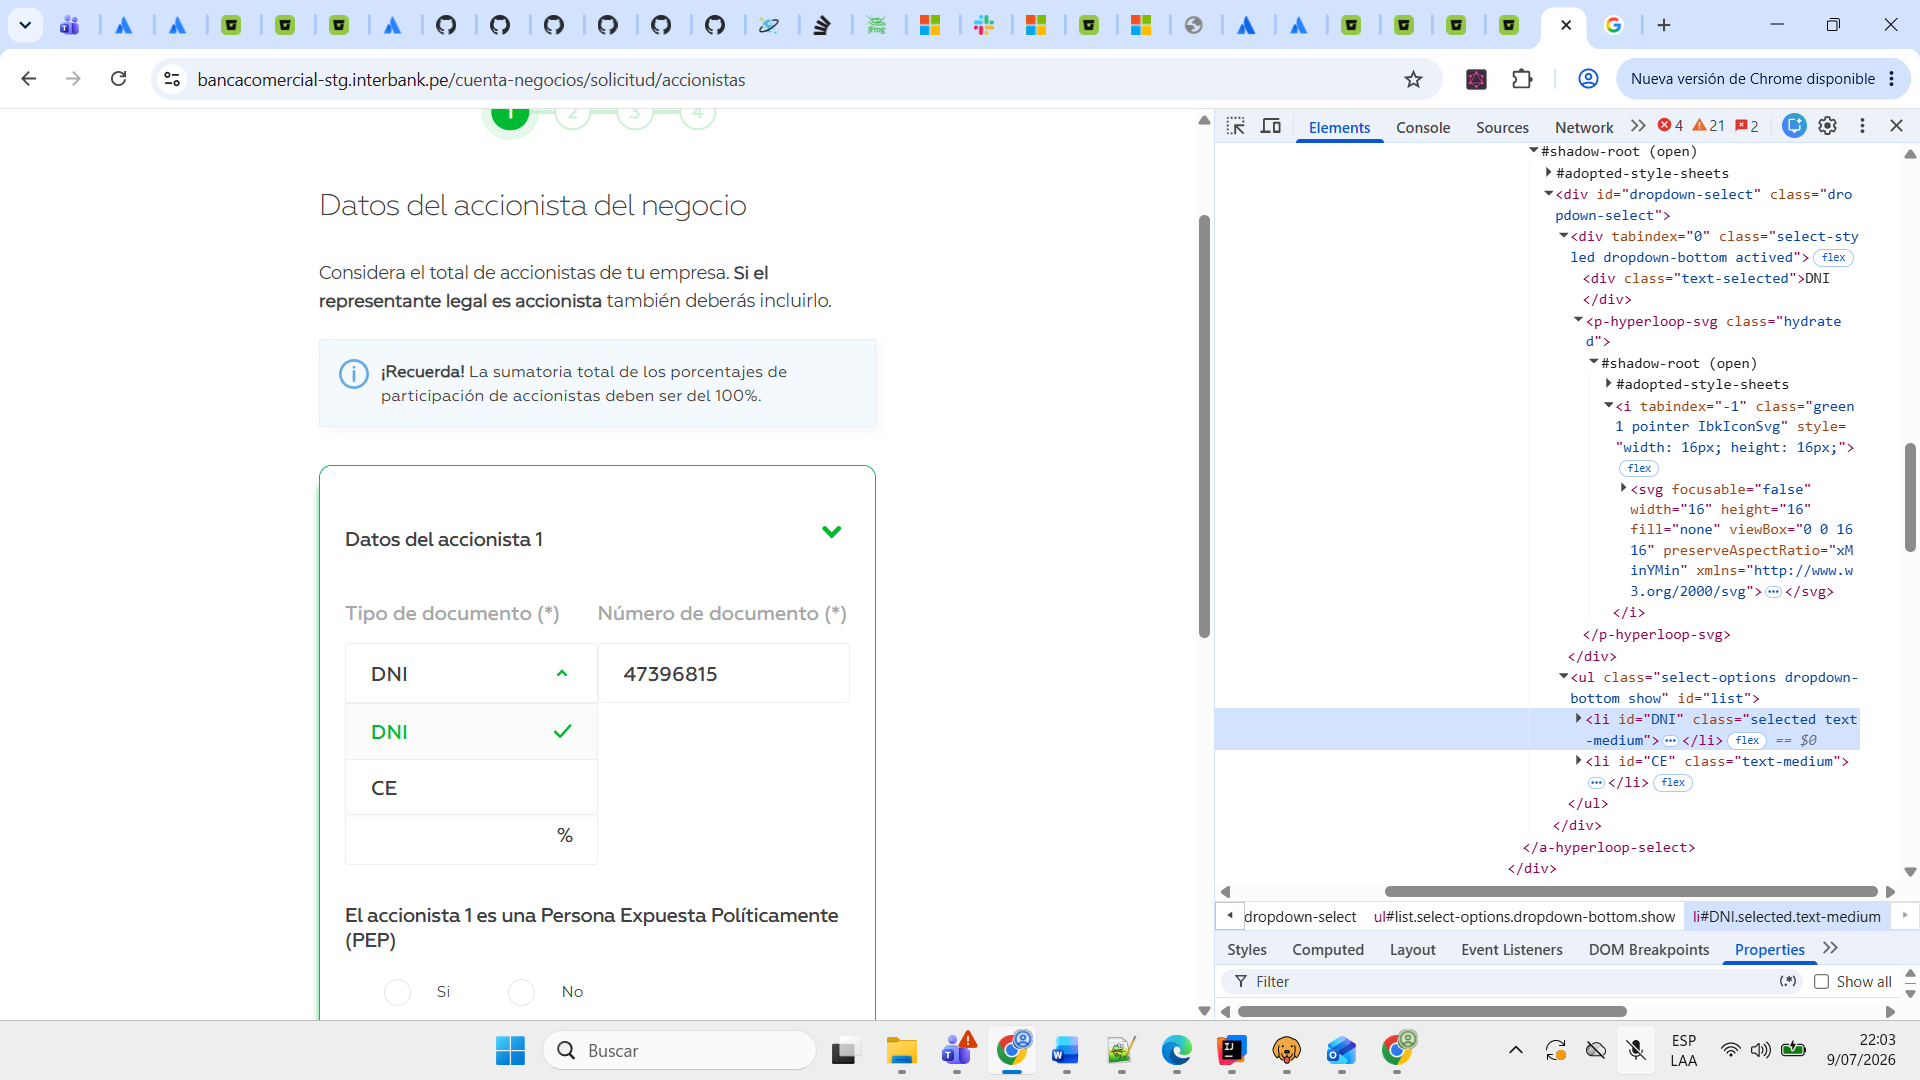 Nueva versión de Chrome disponible
bancacomercial-stg.interbank.pe/cuenta-negocios/solicitud/accionistas
1 2 3 4
Datos del accionista del negocio
Considera el total de accionistas de tu empresa. Si el
representante legal es accionista también deberás incluirlo.
¡Recuerda! La sumatoria total de los porcentajes de
participación de accionistas deben ser del 100%.
Datos del accionista 1
Tipo de documento (*) Número de documento (*)
DNI 47396815
DNI
CE
%
El accionista 1 es una Persona Expuesta Políticamente
(PEP)
Si No
Elements Console Sources Network 4 21 2
#shadow-root (open)
#adopted-style-sheets
<div id="dropdown-select" class="dro
pdown-select">
<div tabindex="0" class="select-sty
led dropdown-bottom actived"> flex
<div class="text-selected">DNI
</div>
<p-hyperloop-svg class="hydrate
d">
#shadow-root (open)
#adopted-style-sheets
<i tabindex="-1" class="green
1 pointer IbkIconSvg" style=
"width: 16px; height: 16px;">
flex
<svg focusable="false"
width="16" height="16"
fill="none" viewBox="0 0 16
16" preserveAspectRatio="xM
inYMin" xmlns="http://www.w
3.org/2000/svg"> ••• </svg>
</i>
</p-hyperloop-svg>
</div>
<ul class="select-options dropdown-
bottom show" id="list">
<li id="DNI" class="selected text
-medium"> ••• </li> flex == $0
<li id="CE" class="text-medium">
••• </li> flex
</ul>
</div>
</a-hyperloop-select>
</div>
dropdown-select ul#list.select-options.dropdown-bottom.show li#DNI.selected.text-medium
Styles Computed Layout Event Listeners DOM Breakpoints Properties
Filter (.*) Show all
Buscar
ESP
LAA
22:03
9/07/2026